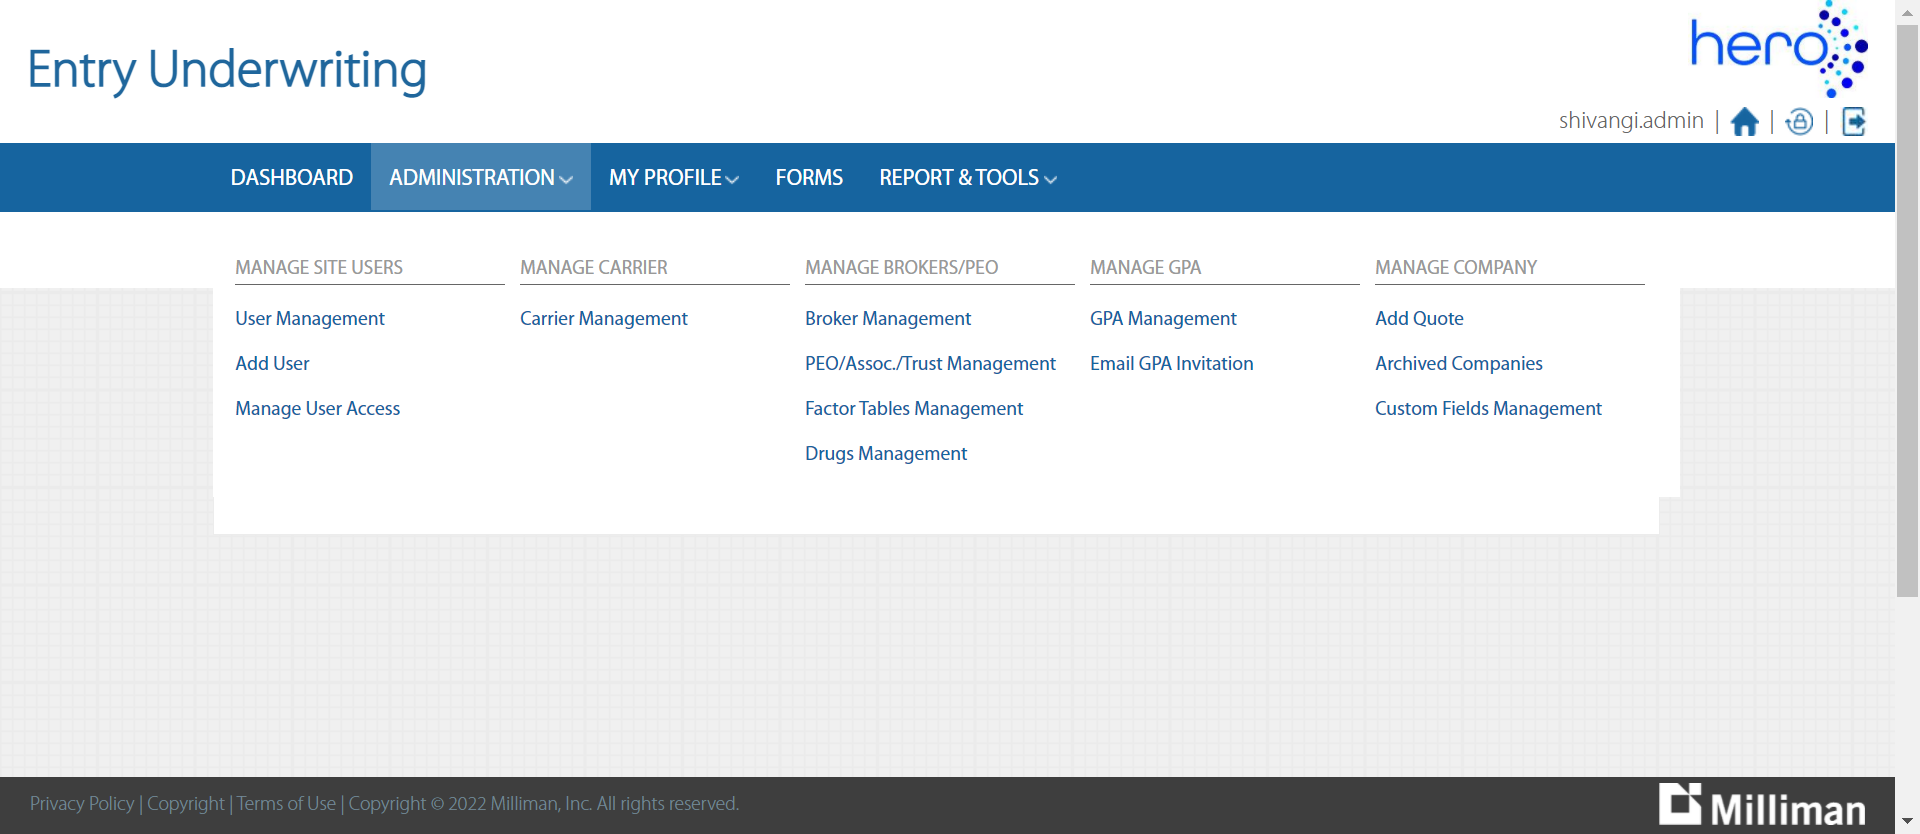 hero
Entry Underwriting
shivangi.admin | | |
DASHBOARD ADMINISTRATION MY PROFILE FORMS REPORT & TOOLS
MANAGE SITE USERS
User Management
Add User
Manage User Access
MANAGE CARRIER
Carrier Management
MANAGE BROKERS/PEO
Broker Management
PEO/Assoc./Trust Management
Factor Tables Management
Drugs Management
MANAGE GPA
GPA Management
Email GPA Invitation
MANAGE COMPANY
Add Quote
Archived Companies
Custom Fields Management
Privacy Policy | Copyright | Terms of Use | Copyright © 2022 Milliman, Inc. All rights reserved.
Milliman